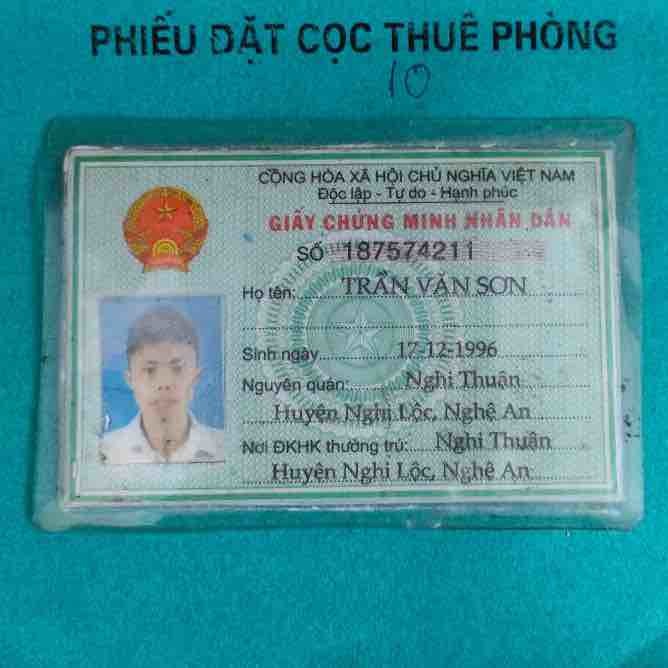 PHIẾU ĐẶT CỌC THUÊ PHÒNG
10
CỘNG HÒA XÃ HỘI CHỦ NGHĨA VIỆT NAM
Độc lập - Tự do - Hạnh phúc
GIẤY CHỨNG MINH NHÂN DÂN
SỐ 187574211
Họ tên: TRẦN VĂN SƠN
Sinh ngày 17-12-1996
Nguyên quán: Nghi Thuận
Huyện Nghi Lộc, Nghệ An
Nơi ĐKHK thường trú: Nghi Thuận
Huyện Nghi Lộc, Nghệ An